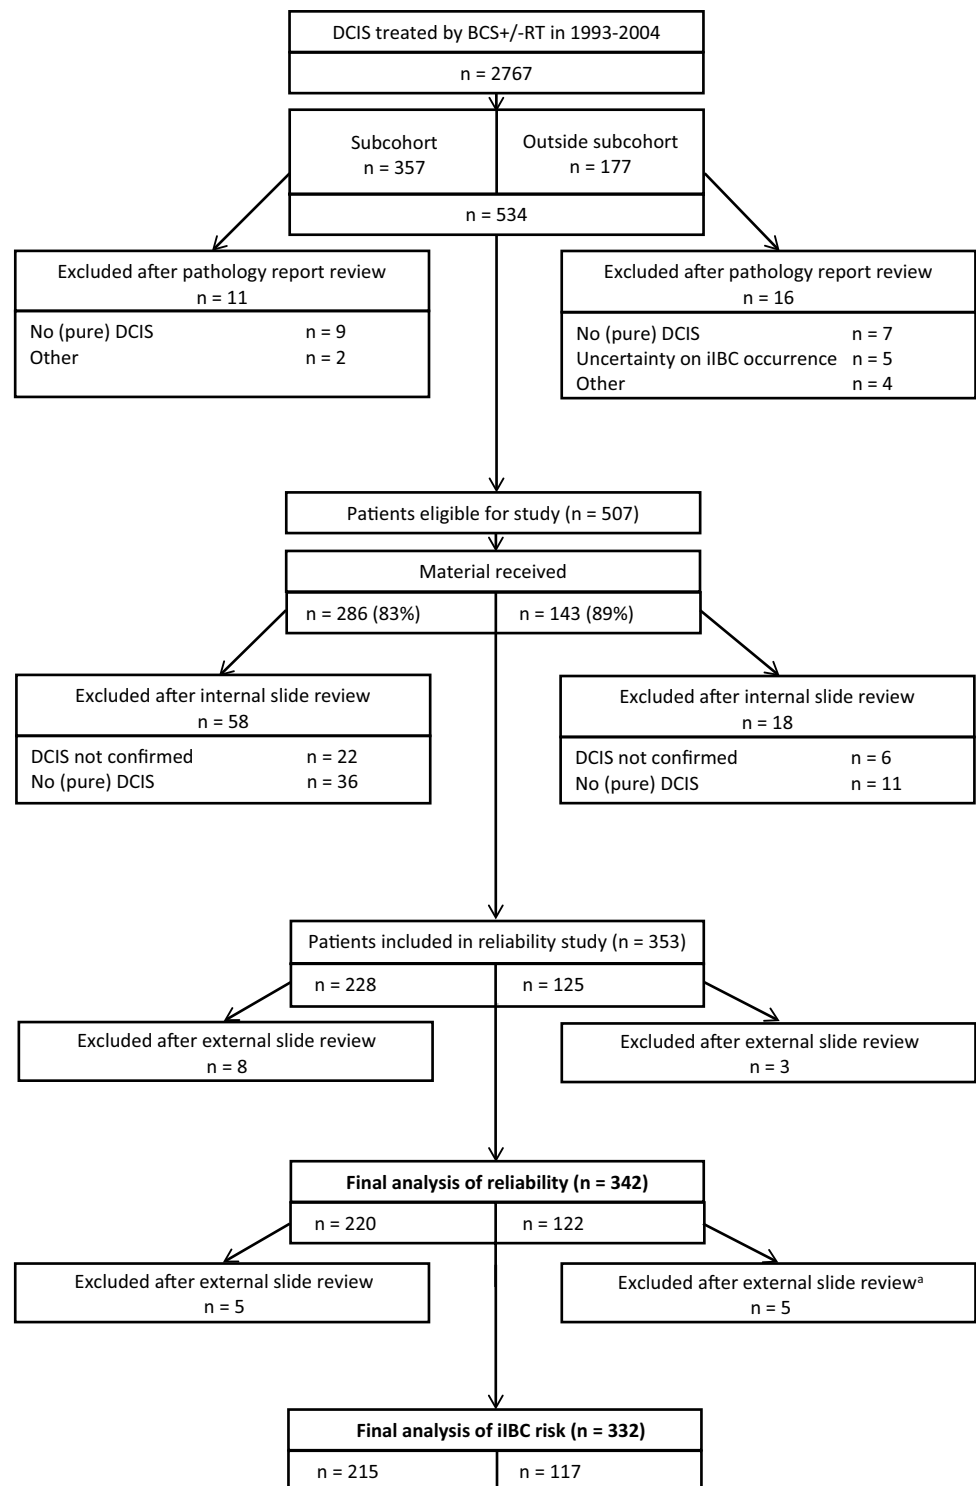 DCIS treated by BCS+/-RT in 1993-2004
n = 2767
Subcohort
n = 357
Outside subcohort
n = 177
n = 534
Excluded after pathology report review
n = 11
No (pure) DCIS n = 9
Other n = 2
Excluded after pathology report review
n = 16
No (pure) DCIS n = 7
Uncertainty on iIBC occurrence n = 5
Other n = 4
Patients eligible for study (n = 507)
Material received
n = 286 (83%) n = 143 (89%)
Excluded after internal slide review
n = 58
DCIS not confirmed n = 22
No (pure) DCIS n = 36
Excluded after internal slide review
n = 18
DCIS not confirmed n = 6
No (pure) DCIS n = 11
Patients included in reliability study (n = 353)
n = 228 n = 125
Excluded after external slide review
n = 8
Excluded after external slide review
n = 3
Final analysis of reliability (n = 342)
n = 220 n = 122
Excluded after external slide review
n = 5
Excluded after external slide reviewᵃ
n = 5
Final analysis of iIBC risk (n = 332)
n = 215 n = 117